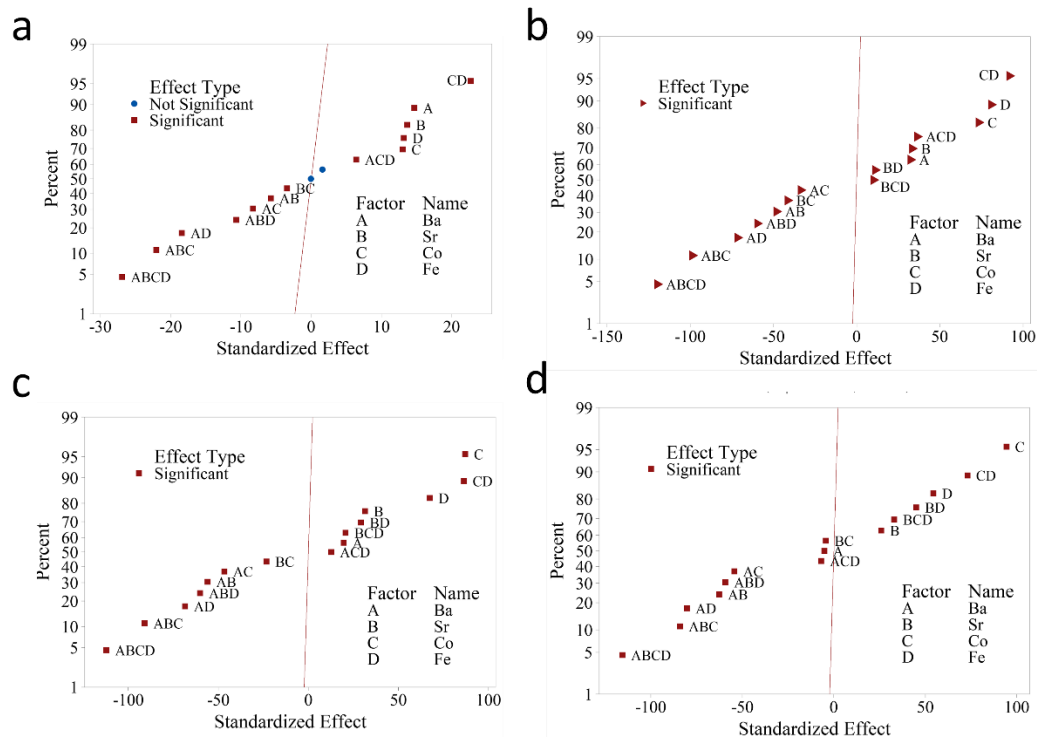 a
99
95
90
80
70
60
50
40
30
20
10
5
1
Percent
Effect Type
Not Significant
Significant
CD
A
B
D
C
ACD
BC
AB
AC
ABD
AD
ABC
ABCD
Factor Name
A Ba
B Sr
C Co
D Fe
-30 -20 -10 0 10 20
Standardized Effect
b
99
95
90
80
70
60
50
40
30
20
10
5
1
Percent
Effect Type
Significant
CD
D
C
ACD
B
A
BD
BCD
AC
BC
AB
ABD
AD
ABC
ABCD
Factor Name
A Ba
B Sr
C Co
D Fe
-150 -100 -50 0 50 100
Standardized Effect
c
99
95
90
80
70
60
50
40
30
20
10
5
1
Percent
Effect Type
Significant
C
CD
D
B
BD
BCD
A
ACD
BC
AC
AB
ABD
AD
ABC
ABCD
Factor Name
A Ba
B Sr
C Co
D Fe
-100 -50 0 50 100
Standardized Effect
d
99
95
90
80
70
60
50
40
30
20
10
5
1
Percent
Effect Type
Significant
C
CD
D
BD
BCD
B
BC
A
ACD
AC
ABD
AB
AD
ABC
ABCD
Factor Name
A Ba
B Sr
C Co
D Fe
-100 -50 0 50 100
Standardized Effect